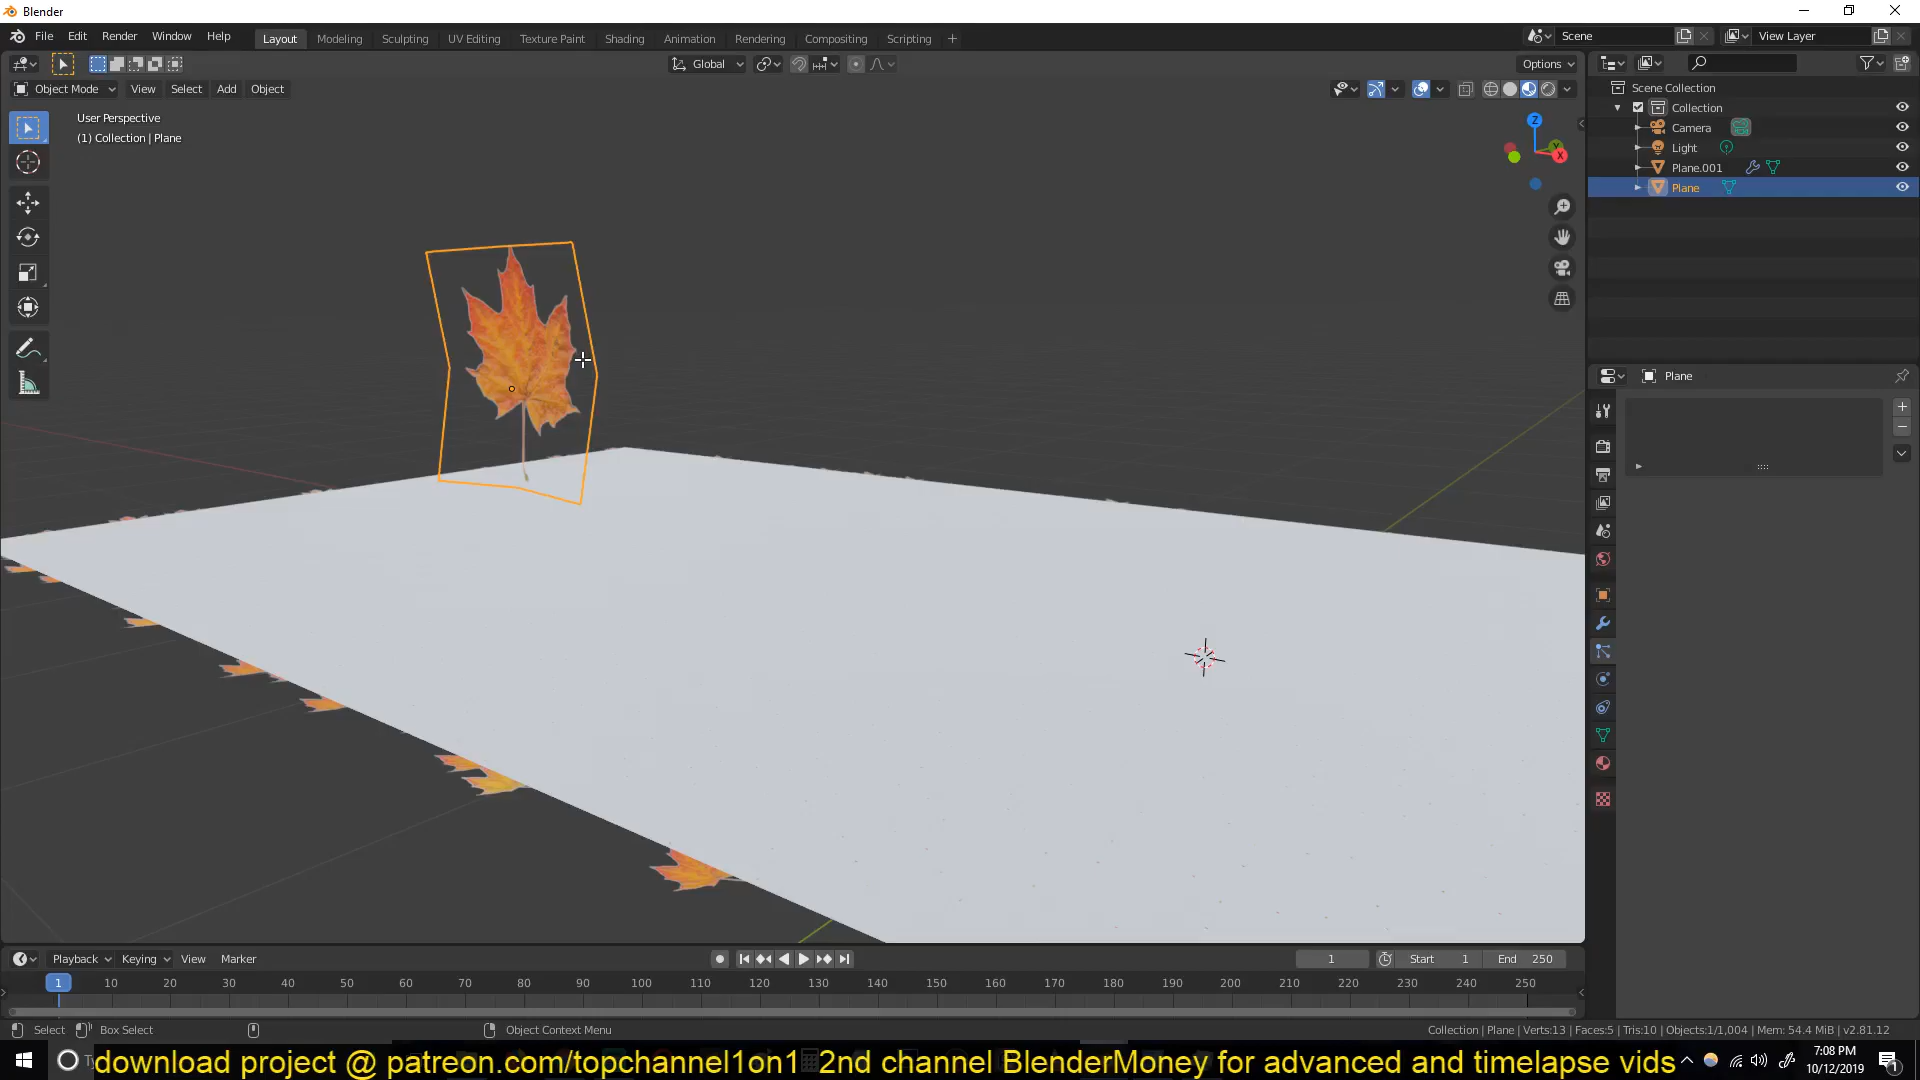 Blender
File Edit Render Window Help
Layout Modeling Sculpting UV Editing Texture Paint Shading Animation Rendering Compositing Scripting
Scene View Layer
Global Options
Object Mode View Select Add Object
User Perspective
(1) Collection | Plane
Z
Y
X
Scene Collection
Collection
Camera
Light
Plane.001
Plane
Plane
Playback Keying View Marker
1 Start 1 End 250
1 10 20 30 40 50 60 70 80 90 100 110 120 130 140 150 160 170 180 190 200 210 220 230 240 250
Select Box Select Object Context Menu
Collection | Plane | Verts:13 | Faces:5 | Tris:10 | Objects:1/1,004 | Mem: 54.4 MiB | v2.81.12
download project @ patreon.com/topchannel1on1 2nd channel BlenderMoney for advanced and timelapse vids
7:08 PM
10/12/2019